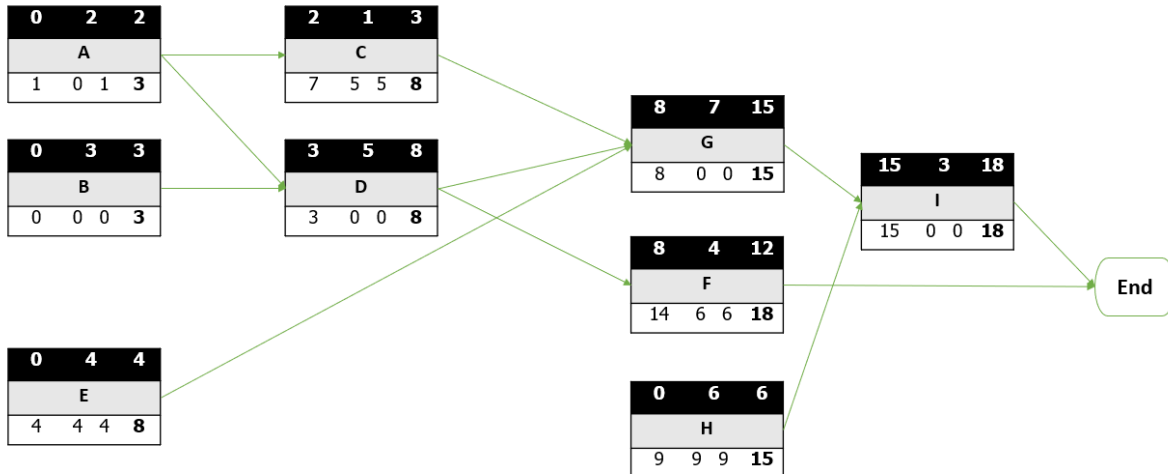 0 2 2
A
1 0 1 3
2 1 3
C
7 5 5 8
0 3 3
B
0 0 0 3
3 5 8
D
3 0 0 8
8 7 15
G
8 0 0 15
15 3 18
I
15 0 0 18
8 4 12
F
14 6 6 18
End
0 4 4
E
4 4 4 8
0 6 6
H
9 9 9 15